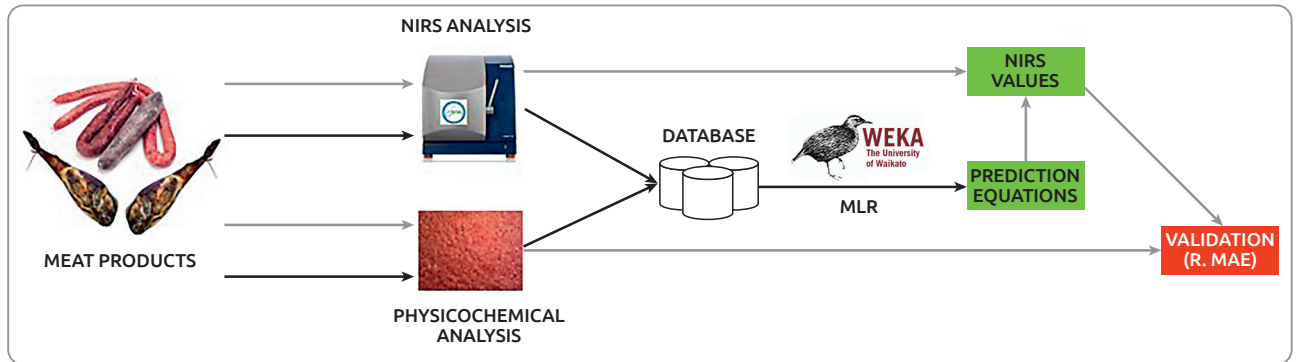 NIRS ANALYSIS
NIRS
VALUES
DATABASE
WEKA
The University
of Waikato
PREDICTION
EQUATIONS
MLR
MEAT PRODUCTS
VALIDATION
(R. MAE)
PHYSICOCHEMICAL
ANALYSIS